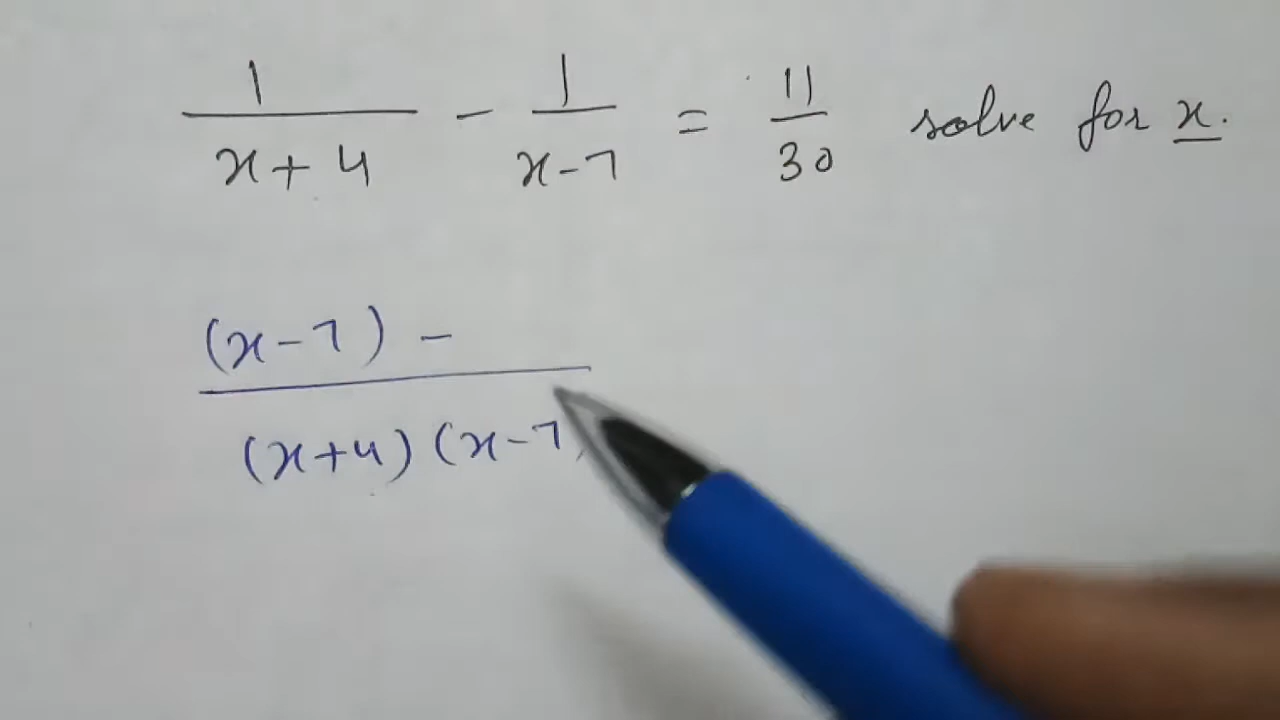 1/(x+4) - 1/(x-7) = 11/30 solve for x.
(x-7) -
(x+4) (x-7